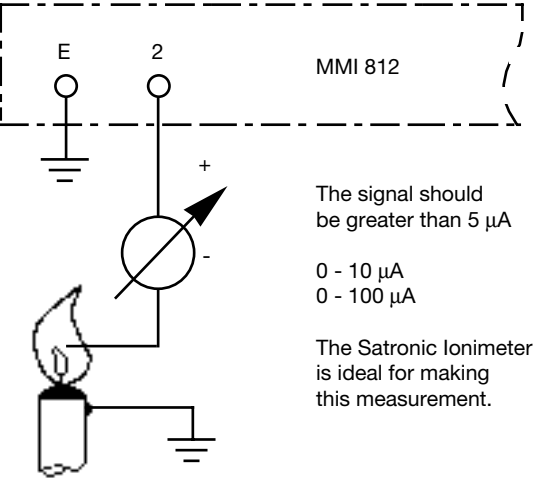 E
2
MMI 812
+
-
The signal should
be greater than 5 µA
0 - 10 µA
0 - 100 µA
The Satronic Ionimeter
is ideal for making
this measurement.